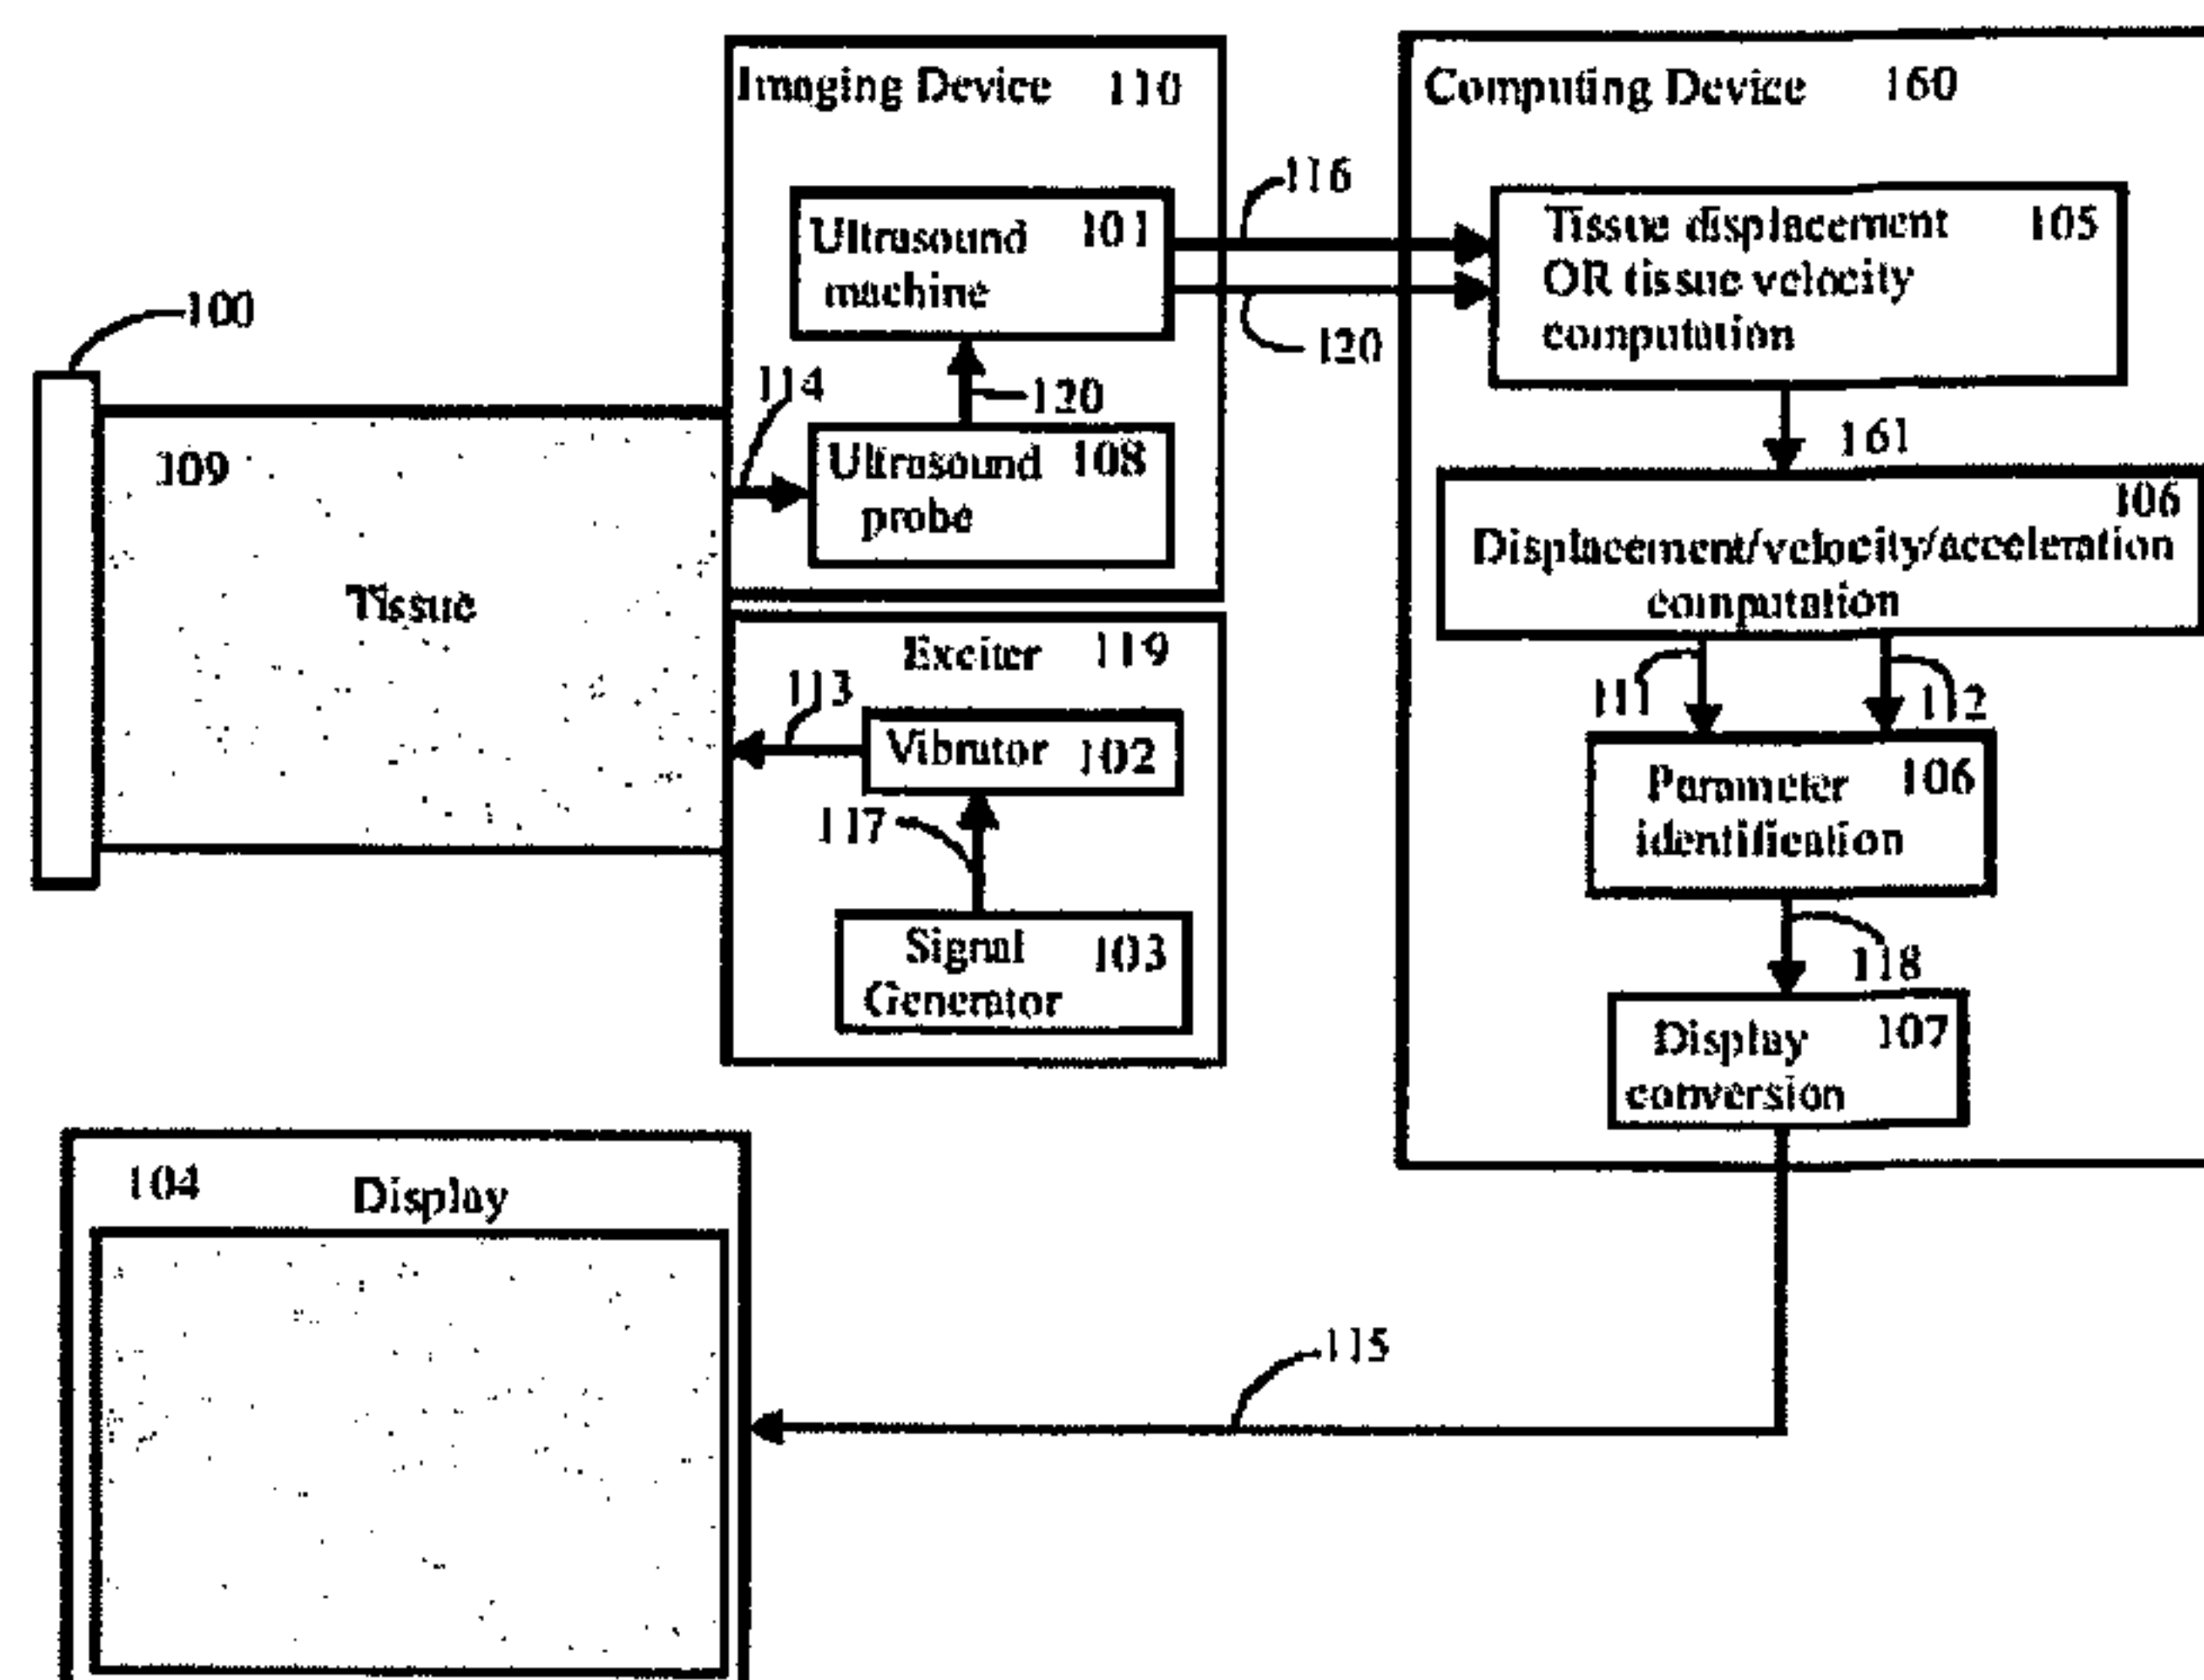 Imaging Device 110
Ultrasound 101
machine
120
Ultrasound 108
probe
114
100
109
Tissue
Exciter 119
113
Vibrator 102
117
Signal 103
Generator
116
120
Computing Device 160
Tissue displacement 105
OR tissue velocity
computation
161
106
Displacement/velocity/acceleration
computation
111
112
Parameter 106
identification
118
Display 107
conversion
104 Display
115